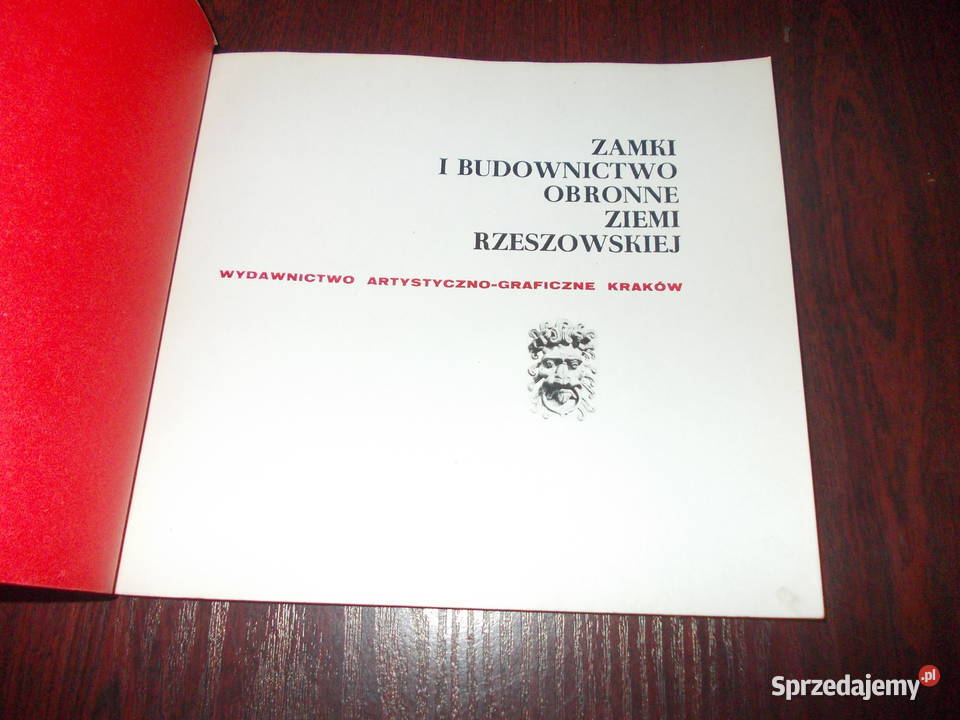 ZAMKI
I BUDOWNICTWO
OBRONNE
ZIEMI
RZESZOWSKIEJ
WYDAWNICTWO ARTYSTYCZNO-GRAFICZNE KRAKÓW
Sprzedajemy.pl